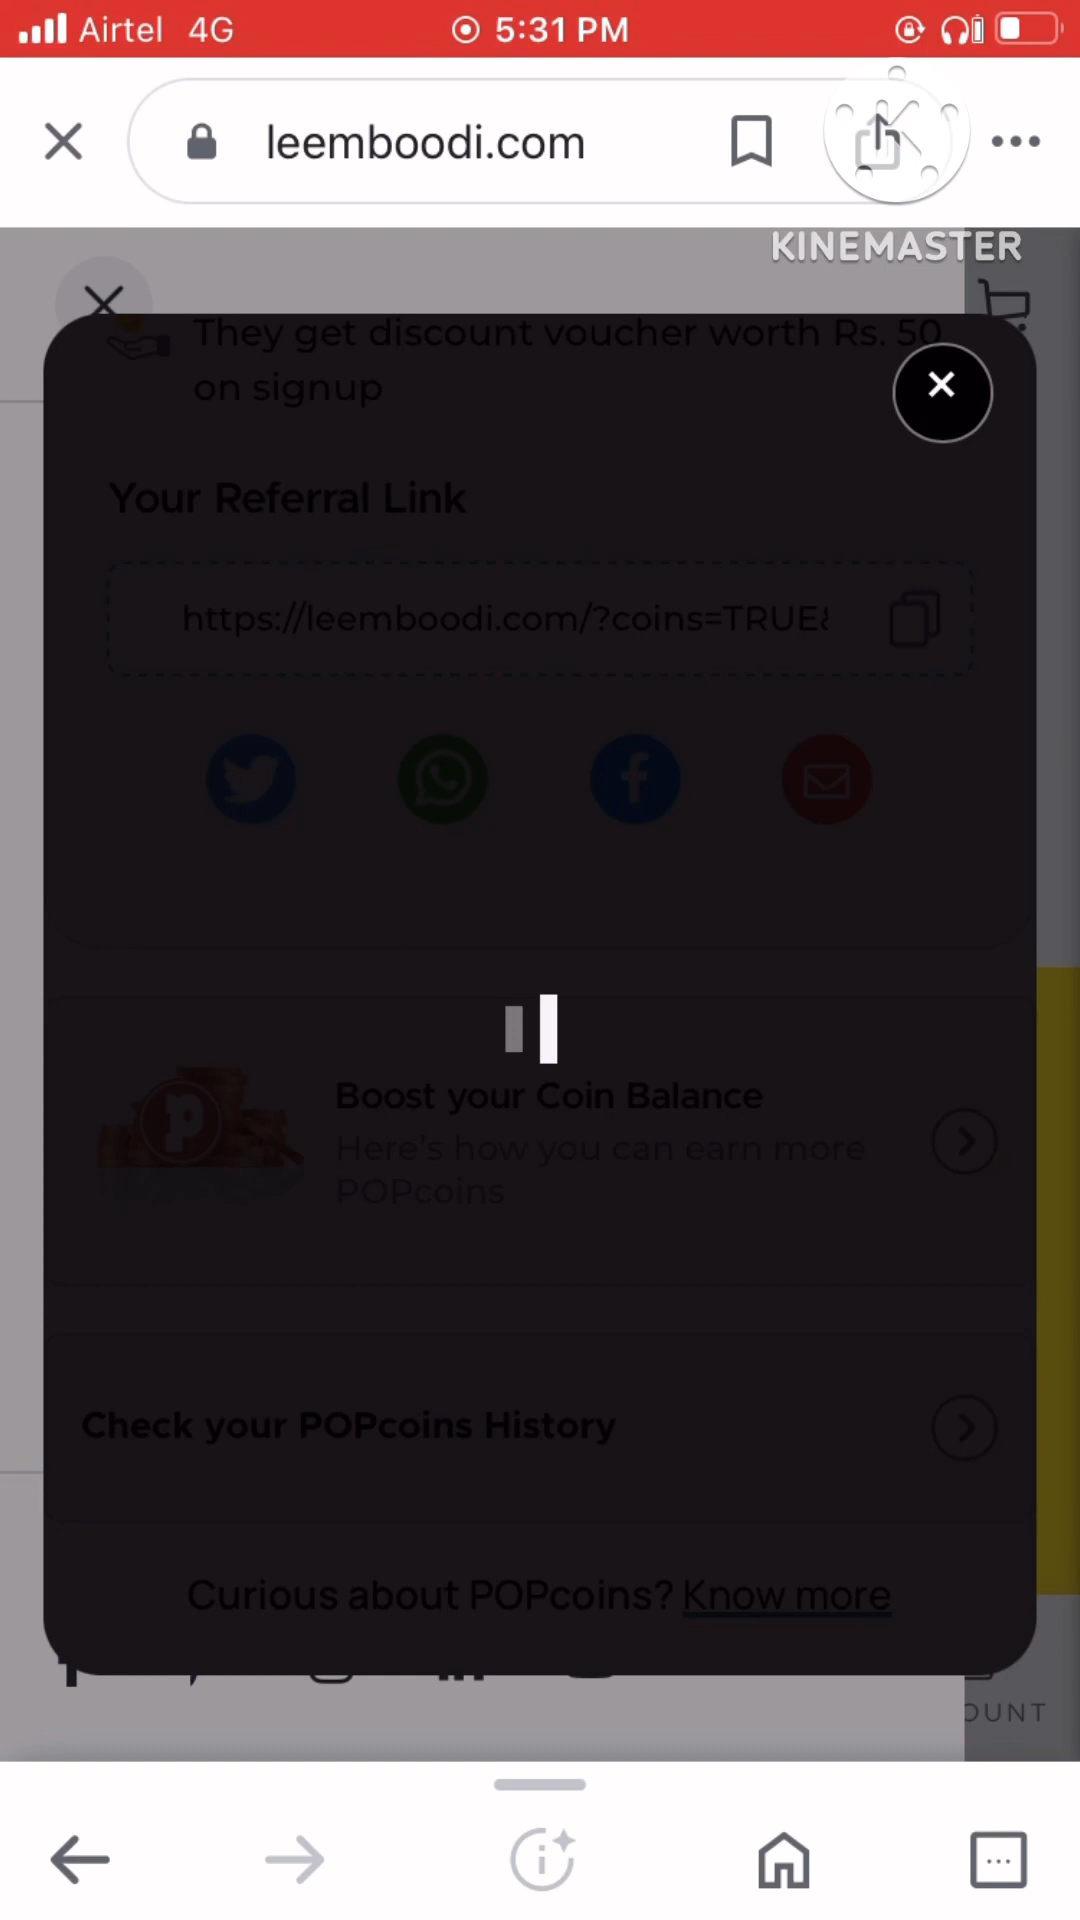 Airtel 4G 5:31 PM
leemboodi.com
KINEMASTER
They get discount voucher worth Rs. 50
on signup
Your Referral Link
https://leemboodi.com/?coins=TRUE&
Boost your Coin Balance
Here's how you can earn more
POPcoins
Check your POPcoins History
Curious about POPcoins? Know more
OUNT